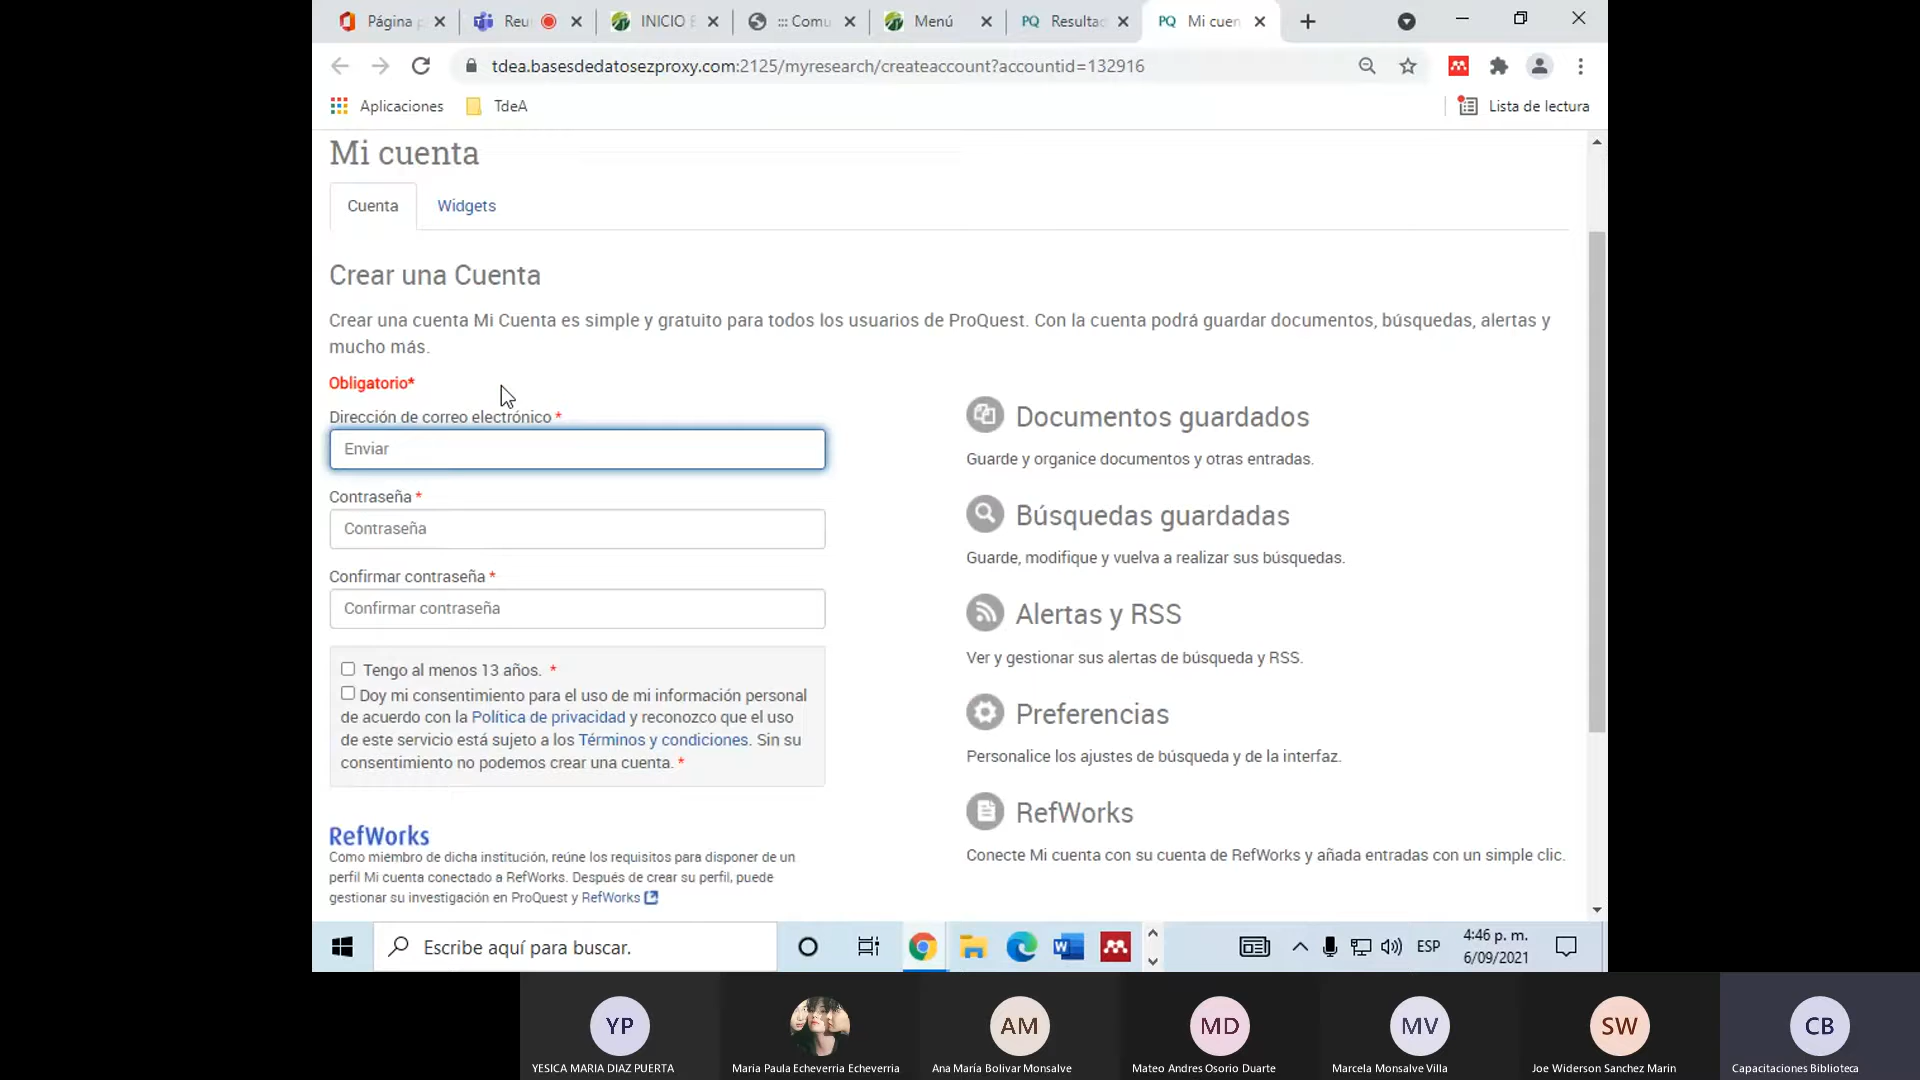 Página p
Reu
INICIO E
::: Comu
Menú
PQ Resultad
PQ Mi cuen
tdea.basesdedatosezproxy.com:2125/myresearch/createaccount?accountid=132916
Aplicaciones
TdeA
Lista de lectura
Mi cuenta
Cuenta
Widgets
Crear una Cuenta
Crear una cuenta Mi Cuenta es simple y gratuito para todos los usuarios de ProQuest. Con la cuenta podrá guardar documentos, búsquedas, alertas y
mucho más.
Obligatorio*
Dirección de correo electrónico *
Enviar
Contraseña *
Contraseña
Confirmar contraseña *
Confirmar contraseña
Tengo al menos 13 años. *
Doy mi consentimiento para el uso de mi información personal
de acuerdo con la Política de privacidad y reconozco que el uso
de este servicio está sujeto a los Términos y condiciones. Sin su
consentimiento no podemos crear una cuenta. *
RefWorks
Como miembro de dicha institución, reúne los requisitos para disponer de un
perfil Mi cuenta conectado a RefWorks. Después de crear su perfil, puede
gestionar su investigación en ProQuest y RefWorks
Documentos guardados
Guarde y organice documentos y otras entradas.
Búsquedas guardadas
Guarde, modifique y vuelva a realizar sus búsquedas.
Alertas y RSS
Ver y gestionar sus alertas de búsqueda y RSS.
Preferencias
Personalice los ajustes de búsqueda y de la interfaz.
RefWorks
Conecte Mi cuenta con su cuenta de RefWorks y añada entradas con un simple clic.
Escribe aquí para buscar.
ESP
4:46 p. m.
6/09/2021
YP
AM
MD
MV
SW
CB
YESICA MARIA DIAZ PUERTA
Maria Paula Echeverria Echeverria
Ana María Bolivar Monsalve
Mateo Andres Osorio Duarte
Marcela Monsalve Villa
Joe Widerson Sanchez Marin
Capacitaciones Biblioteca